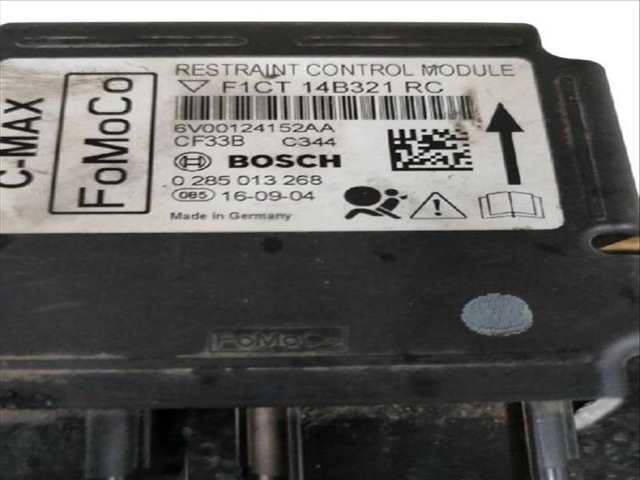 C-MAX
FoMoCo
RESTRAINT CONTROL MODULE
F1CT 14B321 RC
6V00124152AA
CF33B C344
BOSCH
0 285 013 268
085 16-09-04
Made in Germany
FoMoCo